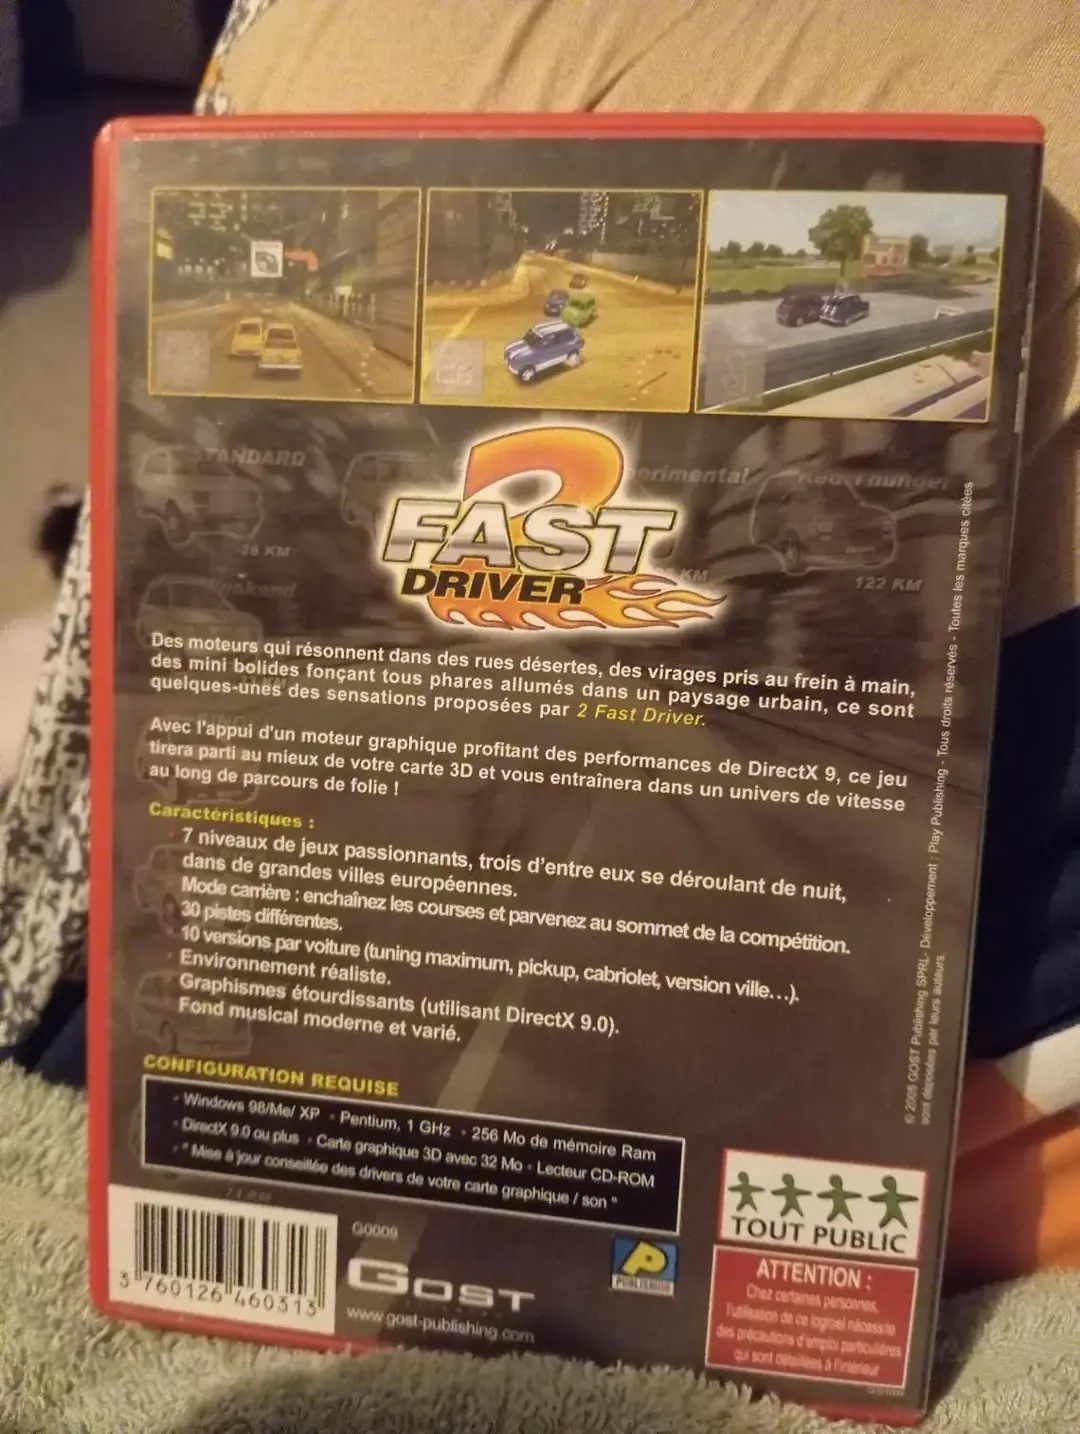 TANDARD
erimental
26 KM
KM
122 KM
2
FAST
DRIVER
Des moteurs qui résonnent dans des rues désertes, des virages pris au frein à main,
des mini bolides fonçant tous phares allumés dans un paysage urbain, ce sont
quelques-unes des sensations proposées par 2 Fast Driver.
Avec l'appui d'un moteur graphique profitant des performances de DirectX 9, ce jeu
tirera parti au mieux de votre carte 3D et vous entraînera dans un univers de vitesse
au long de parcours de folie !
Caractéristiques :
7 niveaux de jeux passionnants, trois d'entre eux se déroulant de nuit,
dans de grandes villes européennes.
Mode carrière : enchaînez les courses et parvenez au sommet de la compétition.
30 pistes différentes.
10 versions par voiture (tuning maximum, pickup, cabriolet, version ville...).
Environnement réaliste.
Graphismes étourdissants (utilisant DirectX 9.0).
Fond musical moderne et varié.
CONFIGURATION REQUISE
• Windows 98/Me/ XP • Pentium, 1 GHz • 256 Mo de mémoire Ram
• DirectX 9.0 ou plus • Carte graphique 3D avec 32 Mo • Lecteur CD-ROM
• * Mise à jour conseillée des drivers de votre carte graphique / son *
3 760126 460313
G0009
GOST
www.gost-publishing.com
P
TOUT PUBLIC
ATTENTION :
Chez certaines personnes,
l'utilisation de ce logiciel nécessite
des précautions d'emploi particulières
qui sont détaillées à l'intérieur
© 2005 GOST Publishing SPRL- Développement : Play Publishing - Tous droits réservés - Toutes les marques citées
sont déposées par leurs auteurs.